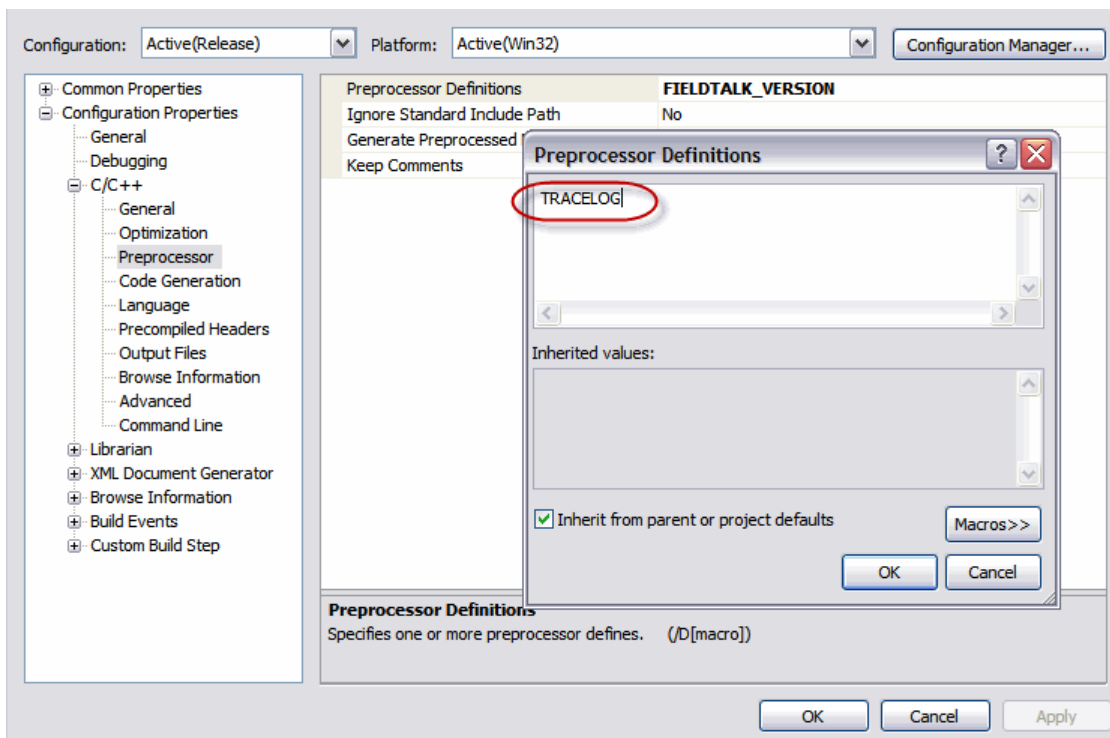 Configuration: Active(Release) Platform: Active(Win32) Configuration Manager...
Common Properties
Configuration Properties
General
Debugging
C/C++
General
Optimization
Preprocessor
Code Generation
Language
Precompiled Headers
Output Files
Browse Information
Advanced
Command Line
Librarian
XML Document Generator
Browse Information
Build Events
Custom Build Step
Preprocessor Definitions FIELDTALK_VERSION
Ignore Standard Include Path No
Generate Preprocessed
Keep Comments
Preprocessor Definitions
TRACELOG
Inherited values:
Inherit from parent or project defaults
Macros>>
OK Cancel
Preprocessor Definitions
Specifies one or more preprocessor defines. (/D[macro])
OK Cancel Apply